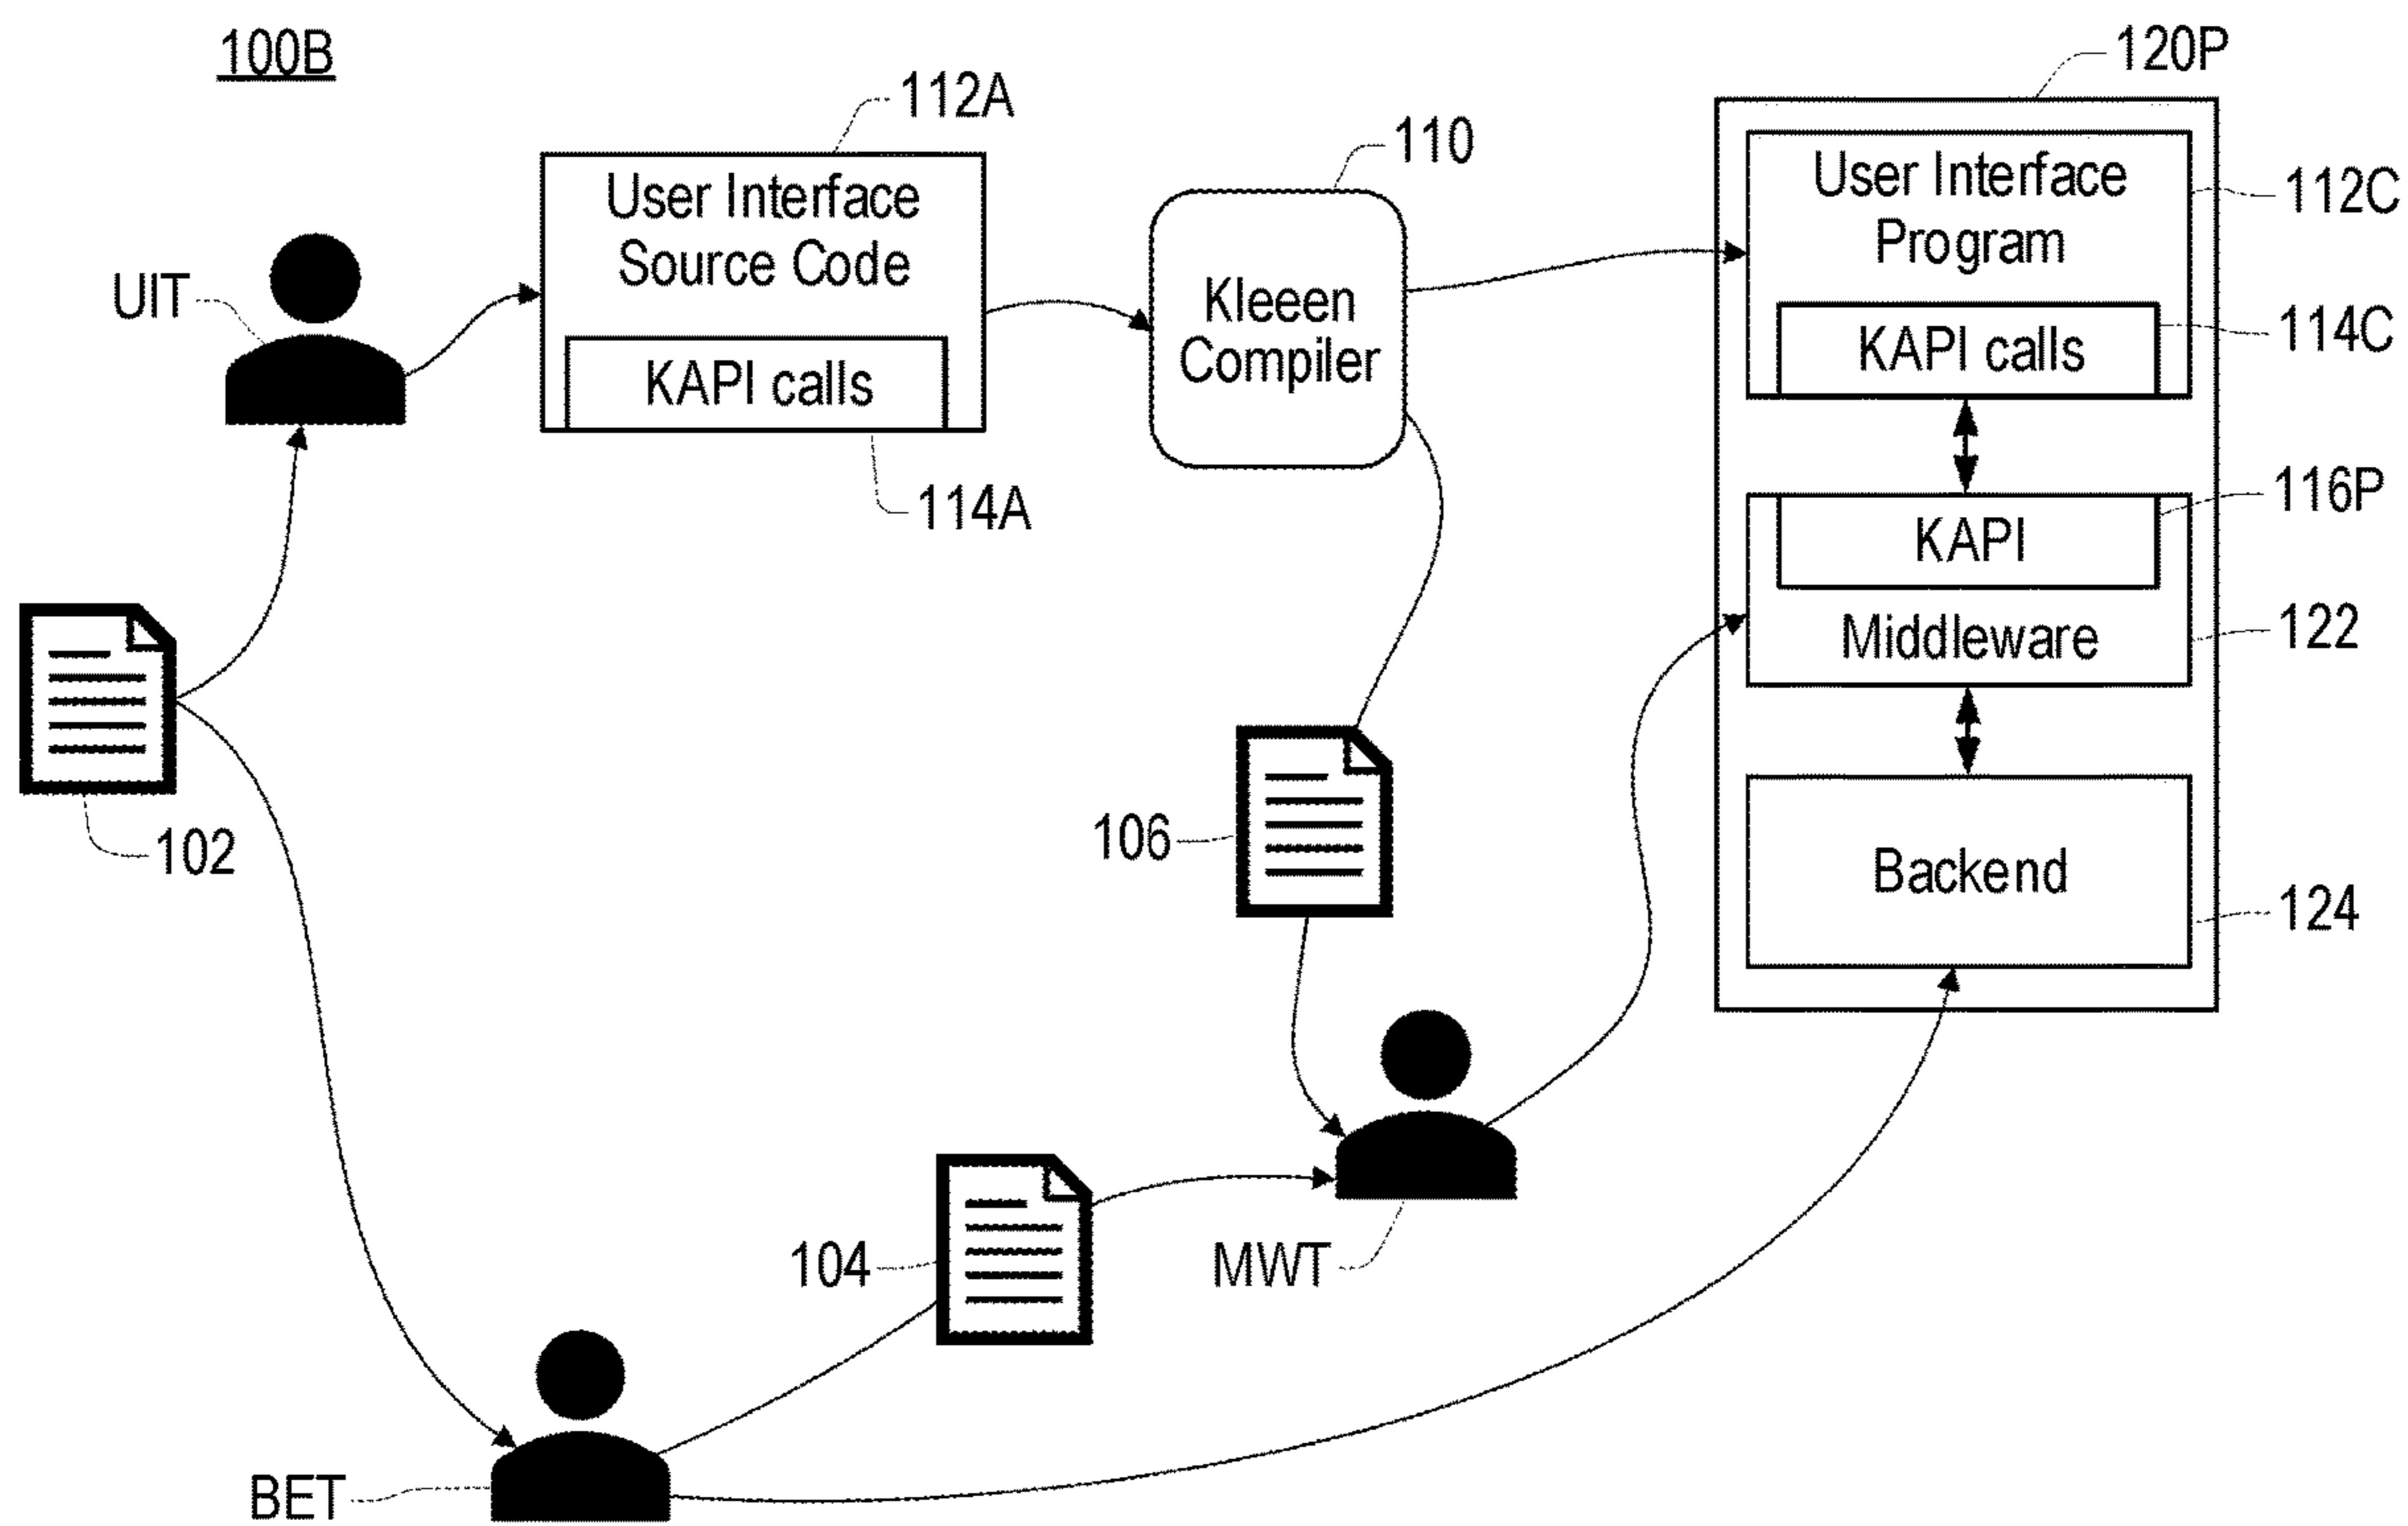 100B
120P
112A
110
User Interface
Source Code
KAPI calls
114A
UIT
Kleeen
Compiler
User Interface
Program
112C
KAPI calls
114C
KAPI
116P
Middleware
122
102
106
Backend
124
104
MWT
BET